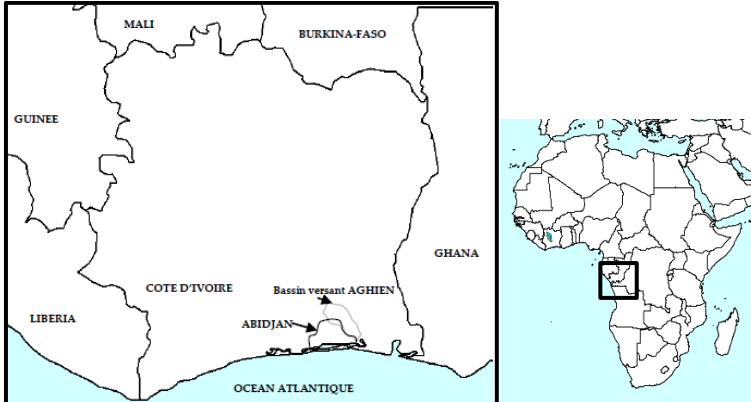 MALI
BURKINA-FASO
GUINEE
GHANA
COTE D'IVOIRE
Bassin versant AGHIEN
LIBERIA
ABIDJAN
OCEAN ATLANTIQUE